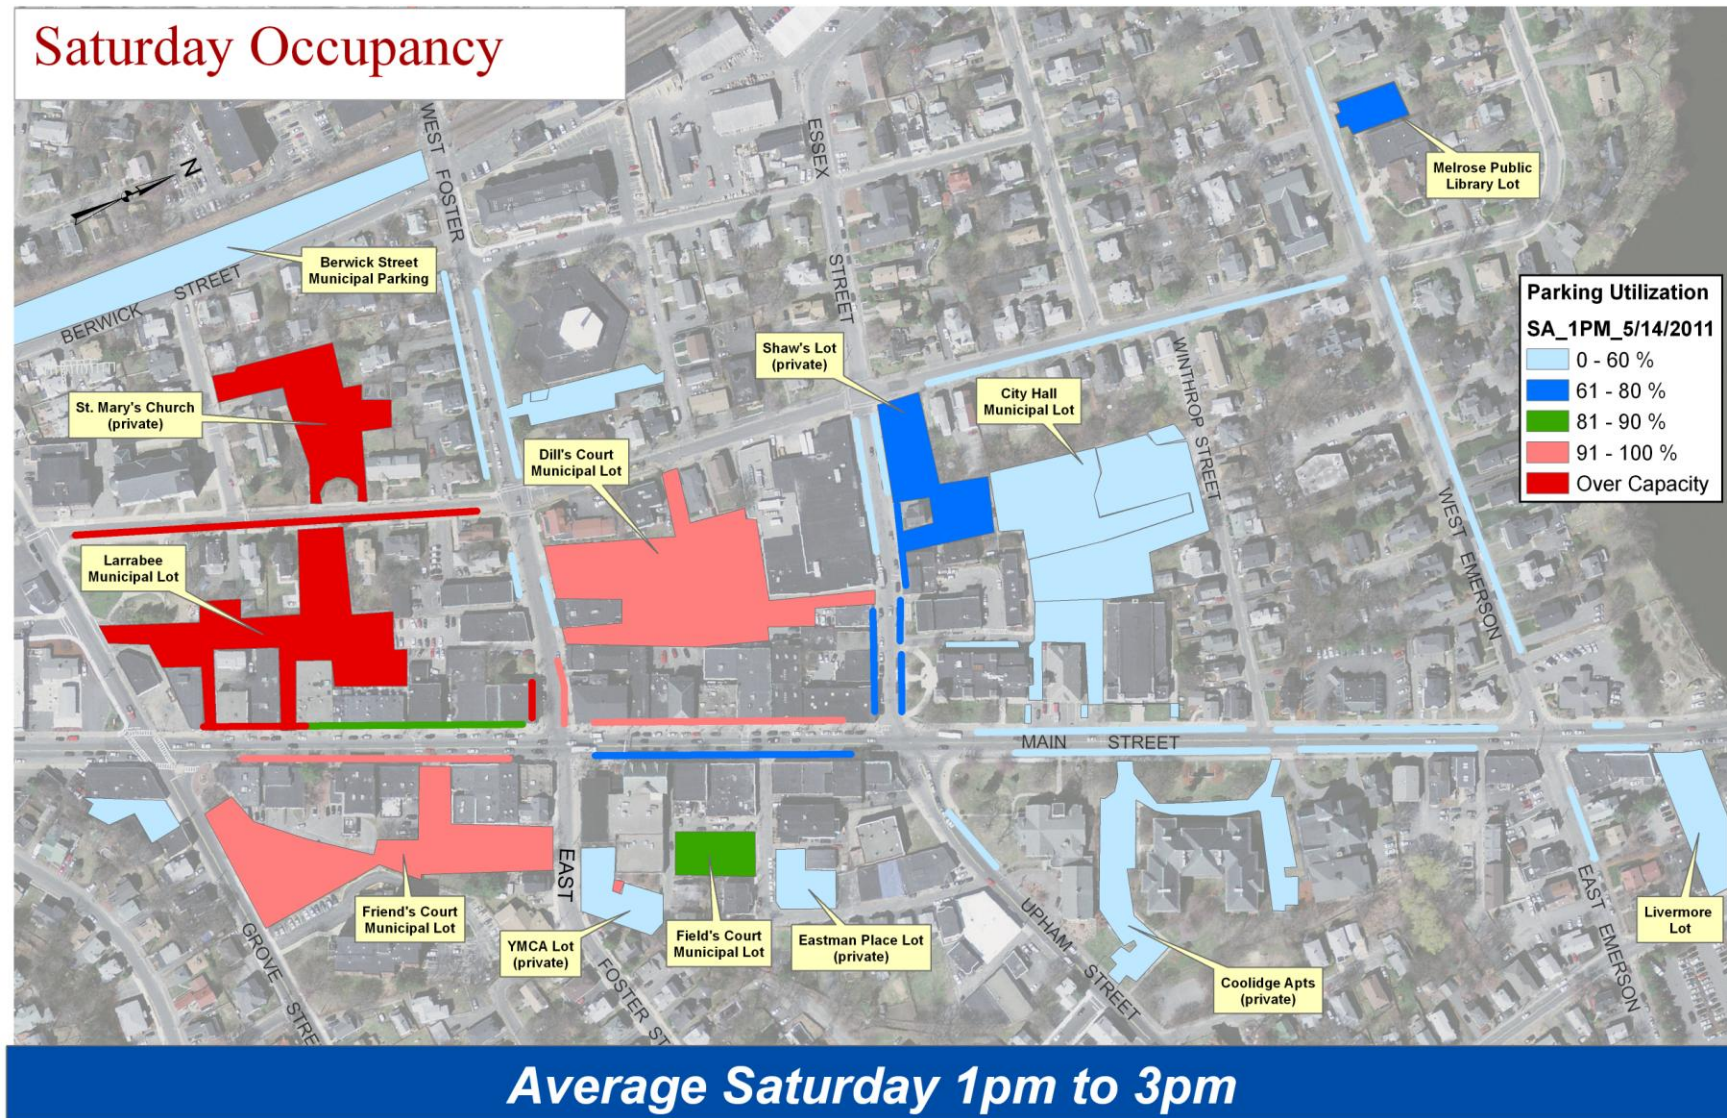 Saturday Occupancy
WEST FOSTER
ESSEX
STREET
N
Melrose Public
Library Lot
Berwick Street
Municipal Parking
BERWICK STREET
Parking Utilization
SA_1PM_5/14/2011
0 - 60 %
61 - 80 %
81 - 90 %
91 - 100 %
Over Capacity
Shaw's Lot
(private)
City Hall
Municipal Lot
WINTHROP STREET
St. Mary's Church
(private)
Dill's Court
Municipal Lot
WEST EMERSON
Larrabee
Municipal Lot
MAIN STREET
EAST
FOSTER ST
Friend's Court
Municipal Lot
YMCA Lot
(private)
Field's Court
Municipal Lot
Eastman Place Lot
(private)
UPHAM STREET
Coolidge Apts
(private)
EAST EMERSON
Livermore
Lot
GROVE STRE
Average Saturday 1pm to 3pm